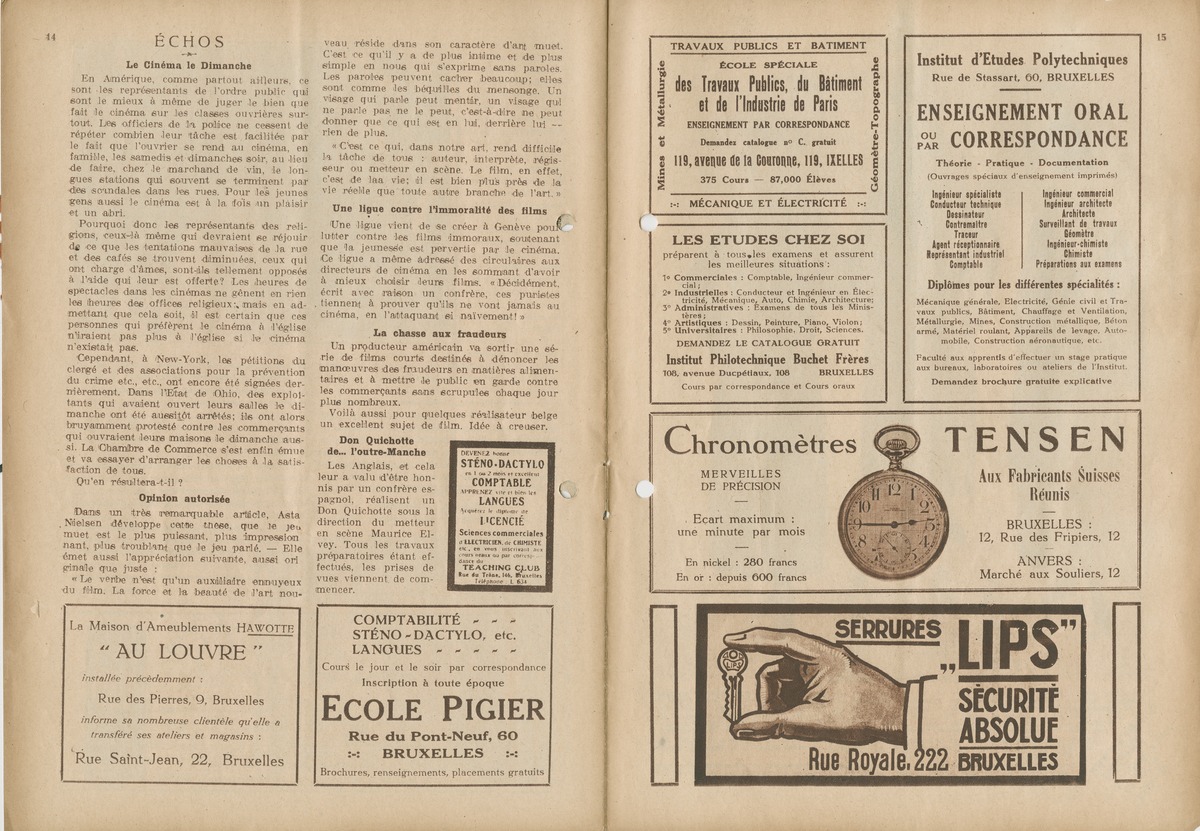 44
ÉCHOS
Le Cinéma le Dimanche
En Amérique, comme partout ailleurs, ce
sont les représentants de l'ordre public qui
sont le mieux à même de juger le bien que
fait le cinéma sur les classes ouvrières sur-
tout. Les officiers de la police ne cessent de
répéter combien leur tâche est facilitée par
le fait que l'ouvrier se rend au cinéma, en
famille, les samedis et dimanches soir, au lieu
de faire, chez le marchand de vin, le lon-
gues stations qui souvent se terminent par
des scandales dans les rues. Pour les jeunes
gens aussi le cinéma est à la fois un plaisir
et un abri.
Pourquoi donc les représentants des reli-
gions, ceux-là même qui devraient se réjouir
de ce que les tentations mauvaises de la rue
et des cafés se trouvent diminuées, ceux qui
ont charge d'âmes, sont-ils tellement opposés
à l'aide qui leur est offerte? Les heures de
spectacles dans les cinémas ne gênent en rien
les heures des offices religieux; mais en ad-
mettant que cela soit, il est certain que ces
personnes qui préfèrent le cinéma à l'église
n'iraient pas plus à l'église si le cinéma
n'existait pas.
Cependant, à New-York, les pétitions du
clergé et des associations pour la prévention
du crime etc., etc., ont encore été signées der-
nièrement. Dans l'Etat de Ohio, des exploi-
tants qui avaient ouvert leurs salles le di-
manche ont été aussitôt arrêtés; ils ont alors
bruyamment protesté contre les commerçants
qui ouvraient leurs maisons le dimanche aus-
si. La Chambre de Commerce s'est enfin émue
et va essayer d'arranger les choses à la satis-
faction de tous.
Qu'en résultera-t-il ?
Opinion autorisée
Dans un très remarquable article, Asta
Nielsen développe cette thèse, que le jeu
muet est le plus puissant, plus impression
nant, plus troublant que le jeu parlé. — Elle
émet aussi l'appréciation suivante, aussi ori
ginale que juste :
« Le verbe n'est qu'un auxiliaire ennuyeux
du film. La force et la beauté de l'art nou-
veau réside dans son caractère d'art muet.
C'est ce qu'il y a de plus intime et de plus
simple en nous qui s'exprime sans paroles.
Les paroles peuvent cacher beaucoup; elles
sont comme les béquilles du mensonge. Un
visage qui parle peut mentir, un visage qui
ne parle pas ne le peut, c'est-à-dire ne peut
donner que ce qui est en lui, derrière lui —
rien de plus.
« C'est ce qui, dans notre art, rend difficile
la tâche de tous : auteur, interprète, régis-
seur ou metteur en scène. Le film, en effet,
c'est de laa vie; il est bien plus près de la
vie réelle que toute autre branche de l'art. »
Une ligue contre l'immoralité des films
Une ligue vient de se créer à Genève pour
lutter contre les films immoraux, soutenant
que la jeunesse est pervertie par le cinéma.
Ce ligue a même adressé des circulaires aux
directeurs de cinéma en les sommant d'avoir
à mieux choisir leurs films. « Décidément,
écrit avec raison un confrère, ces puristes
tiennent à prouver qu'ils ne vont jamais au
cinéma, en l'attaquant si naïvement! »
La chasse aux fraudeurs
Un producteur américain va sortir une sé-
rie de films courts destinés à dénoncer les
manœuvres des fraudeurs en matières alimen-
taires et à mettre le public en garde contre
les commerçants sans scrupules chaque jour
plus nombreux.
Voilà aussi pour quelques réalisateur belge
un excellent sujet de film. Idée à creuser.
Don Quichotte
de... l'outre-Manche
Les Anglais, et cela
leur a valu d'être hon-
nis par un confrère es-
pagnol, réalisent un
Don Quichotte sous la
direction du metteur
en scène Maurice El-
vey. Tous les travaux
préparatoires étant ef-
fectués, les prises de
vues viennent de com-
mencer.
DEVENEZ bonne
STÉNO-DACTYLO
en 1 ou 2 mois et excellent
COMPTABLE
APPRENEZ vite et bien les
LANGUES
Acquérez le diplôme de
LICENCIÉ
Sciences commerciales
d'ELECTRICIEN, de CHIMISTE
etc., en vous inscrivant aux
cours oraux ou par correspon-
dance du
TEACHING CLUB
Rue du Trône, 146, Bruxelles
Téléphone : L 634
La Maison d'Ameublements HAWOTTE
“ AU LOUVRE ”
installée précédemment :
Rue des Pierres, 9, Bruxelles
informe sa nombreuse clientèle qu'elle a
transféré ses ateliers et magasins :
Rue Saint-Jean, 22, Bruxelles
COMPTABILITÉ - - -
STÉNO-DACTYLO, etc.
LANGUES - - - - -
Cours le jour et le soir par correspondance
Inscription à toute époque
ECOLE PIGIER
Rue du Pont-Neuf, 60
:-: BRUXELLES :-:
Brochures, renseignements, placements gratuits
15
TRAVAUX PUBLICS ET BATIMENT
Mines et Métallurgie
ÉCOLE SPÉCIALE
des Travaux Publics, du Bâtiment
et de l'Industrie de Paris
ENSEIGNEMENT PAR CORRESPONDANCE
Demandez catalogue nº C. gratuit
119, avenue de la Couronne, 119, IXELLES
375 Cours — 87,000 Élèves
Géomètre-Topographe
:-: MÉCANIQUE ET ÉLECTRICITÉ :-:
LES ETUDES CHEZ SOI
préparent à tous les examens et assurent
les meilleures situations :
1º Commerciales : Comptable, Ingénieur commer-
cial;
2º Industrielles : Conducteur et Ingénieur en Élec-
tricité, Mécanique, Auto, Chimie, Architecture;
3º Administratives : Examens de tous les Minis-
tères;
4º Artistiques : Dessin, Peinture, Piano, Violon;
5º Universitaires : Philosophie, Droit, Sciences.
DEMANDEZ LE CATALOGUE GRATUIT
Institut Philotechnique Buchet Frères
108, avenue Ducpétiaux, 108 BRUXELLES
Cours par correspondance et Cours oraux
Institut d'Etudes Polytechniques
Rue de Stassart, 60, BRUXELLES
ENSEIGNEMENT ORAL
OU PAR CORRESPONDANCE
Théorie - Pratique - Documentation
(Ouvrages spéciaux d'enseignement imprimés)
Ingénieur spécialiste
Conducteur technique
Dessinateur
Contremaître
Traceur
Agent réceptionnaire
Représentant industriel
Comptable
Ingénieur commercial
Ingénieur architecte
Architecte
Surveillant de travaux
Géomètre
Ingénieur-chimiste
Chimiste
Préparations aux examens
Diplômes pour les différentes spécialités :
Mécanique générale, Electricité, Génie civil et Tra-
vaux publics, Bâtiment, Chauffage et Ventilation,
Métallurgie, Mines, Construction métallique, Béton
armé, Matériel roulant, Appareils de levage, Auto-
mobile, Construction aéronautique, etc.
Faculté aux apprentis d'effectuer un stage pratique
aux bureaux, laboratoires ou ateliers de l'Institut.
Demandez brochure gratuite explicative
Chronomètres TENSEN
MERVEILLES
DE PRÉCISION
Ecart maximum :
une minute par mois
En nickel : 280 francs
En or : depuis 600 francs
Aux Fabricants Suisses
Réunis
BRUXELLES :
12, Rue des Fripiers, 12
ANVERS :
Marché aux Souliers, 12
SERRURES „LIPS”
LIPS
SÉCURITÉ
ABSOLUE
Rue Royale, 222 BRUXELLES